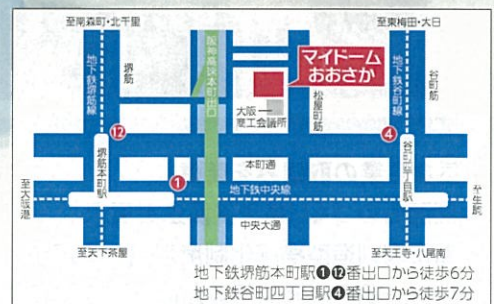 至南森町・北千里
至東梅田・大日
地下鉄堺筋線
堺筋
阪神高速本町出口
マイドーム
おおさか
大阪
商工会議所
松屋町筋
地下鉄谷町線
谷町筋
⑫
④
堺筋本町駅
本町通
谷町四丁目駅
①
至大阪港
地下鉄中央線
至生駒
中央大通
至天下茶屋
至天王寺・八尾南
地下鉄堺筋本町駅❶⓬番出口から徒歩6分
地下鉄谷町四丁目駅❹番出口から徒歩7分